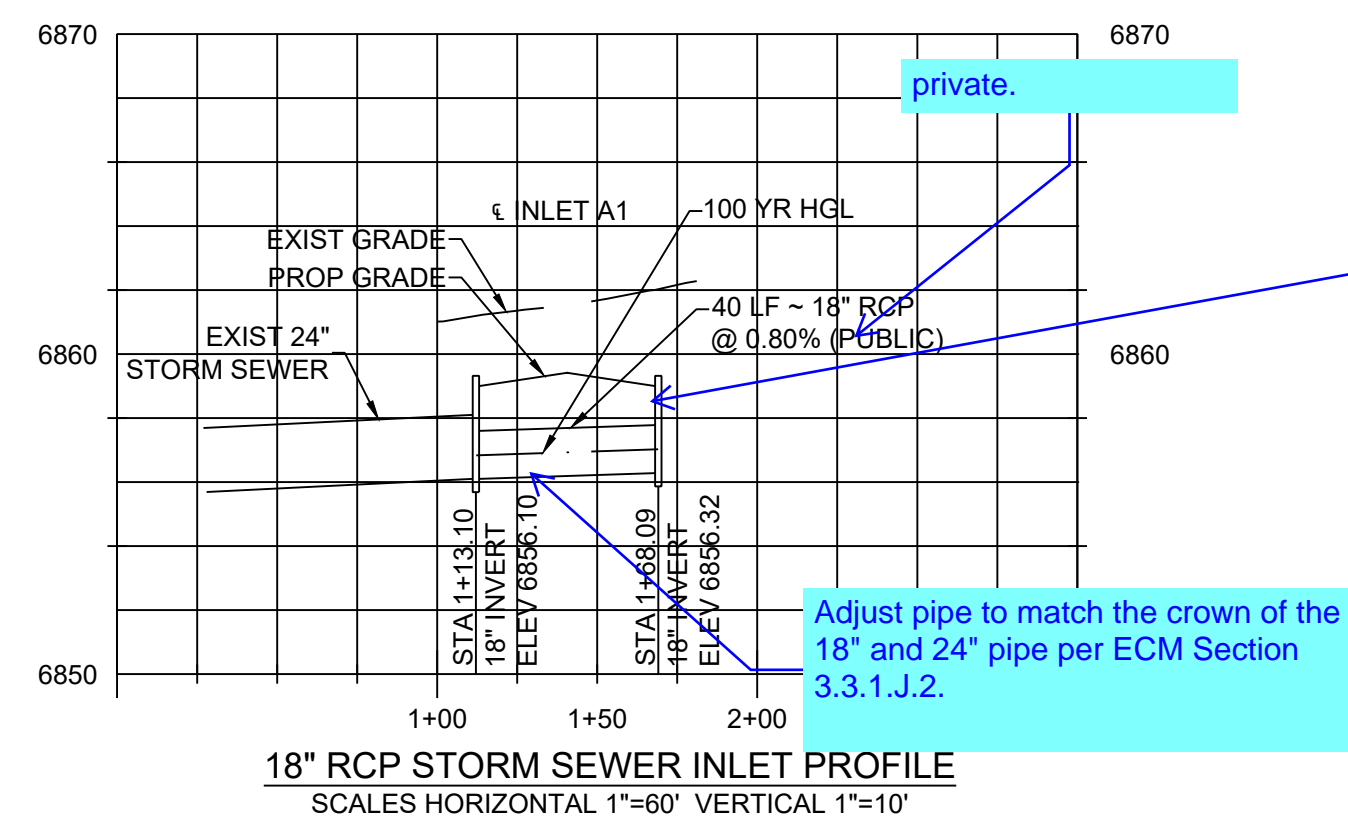 6870
6870
private.
℄ INLET A1
100 YR HGL
EXIST GRADE
PROP GRADE
40 LF ~ 18" RCP
@ 0.80% (PUBLIC)
EXIST 24"
STORM SEWER
6860
6860
STA 1+13.10
18" INVERT
ELEV 6856.10
STA 1+68.09
18" INVERT
ELEV 6856.32
Adjust pipe to match the crown of the
18" and 24" pipe per ECM Section
3.3.1.J.2.
6850
1+00
1+50
2+00
18" RCP STORM SEWER INLET PROFILE
SCALES HORIZONTAL 1"=60' VERTICAL 1"=10'